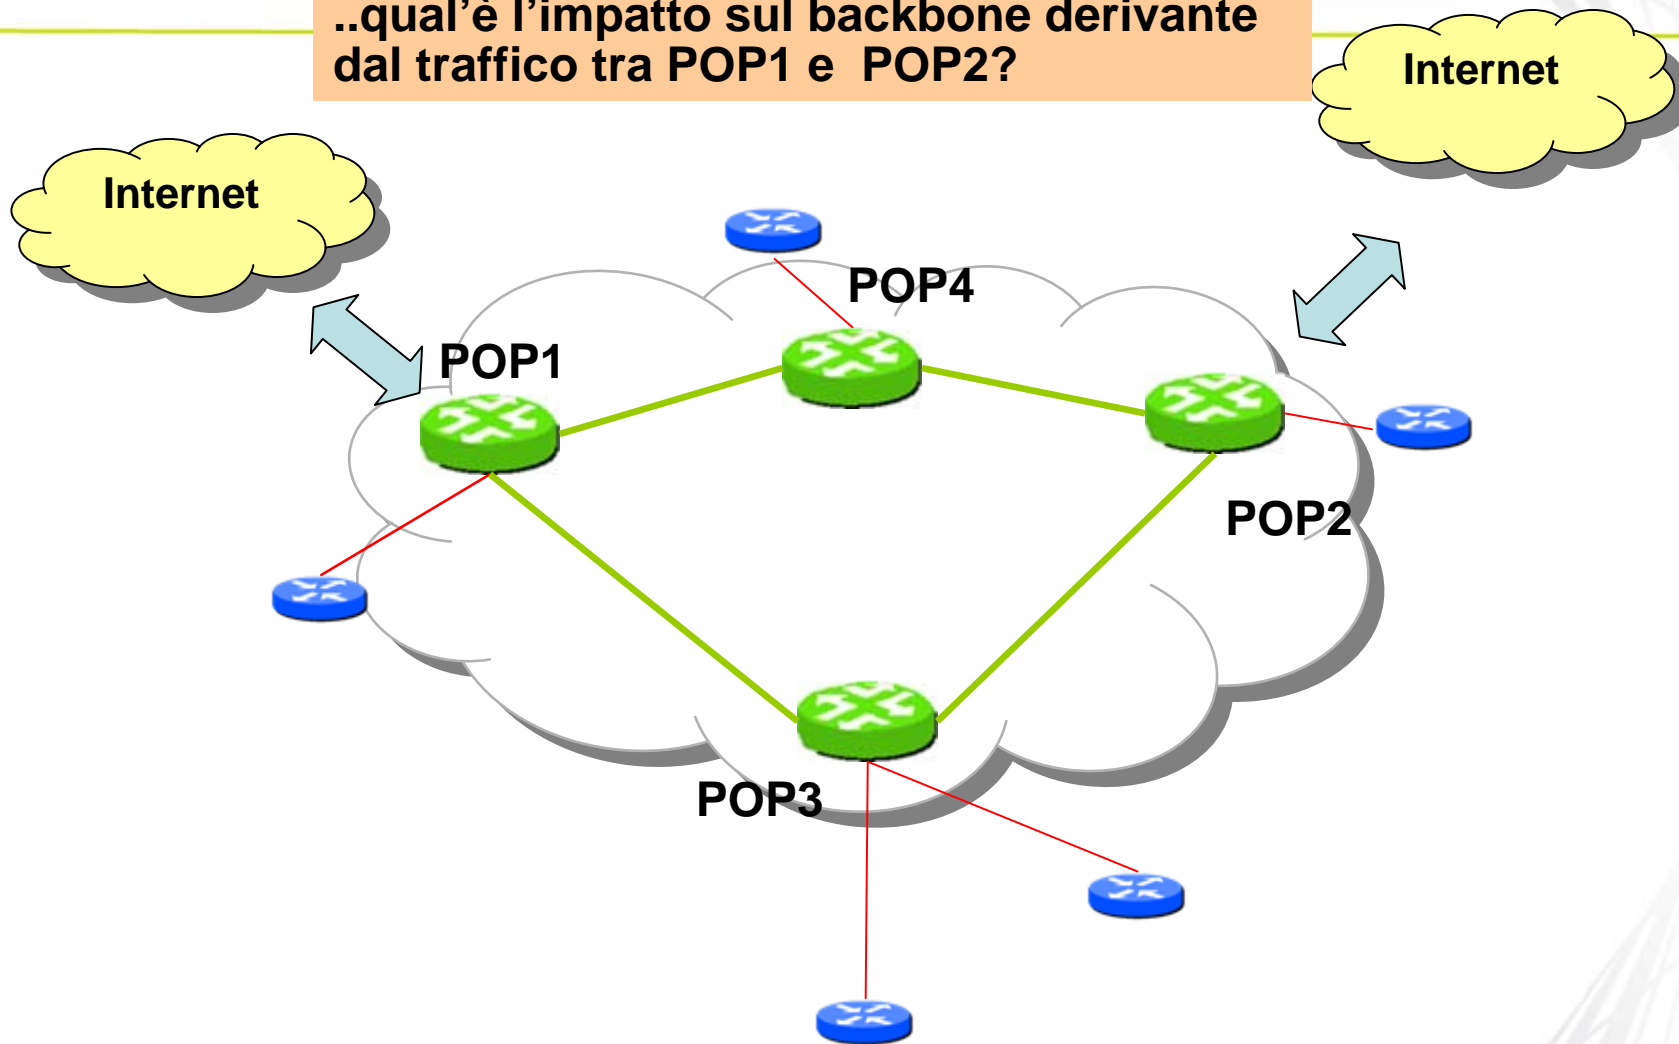 ..qual’è l’impatto sul backbone derivante
dal traffico tra POP1 e  POP2?
Internet
Internet
POP4
POP1
POP2
POP3